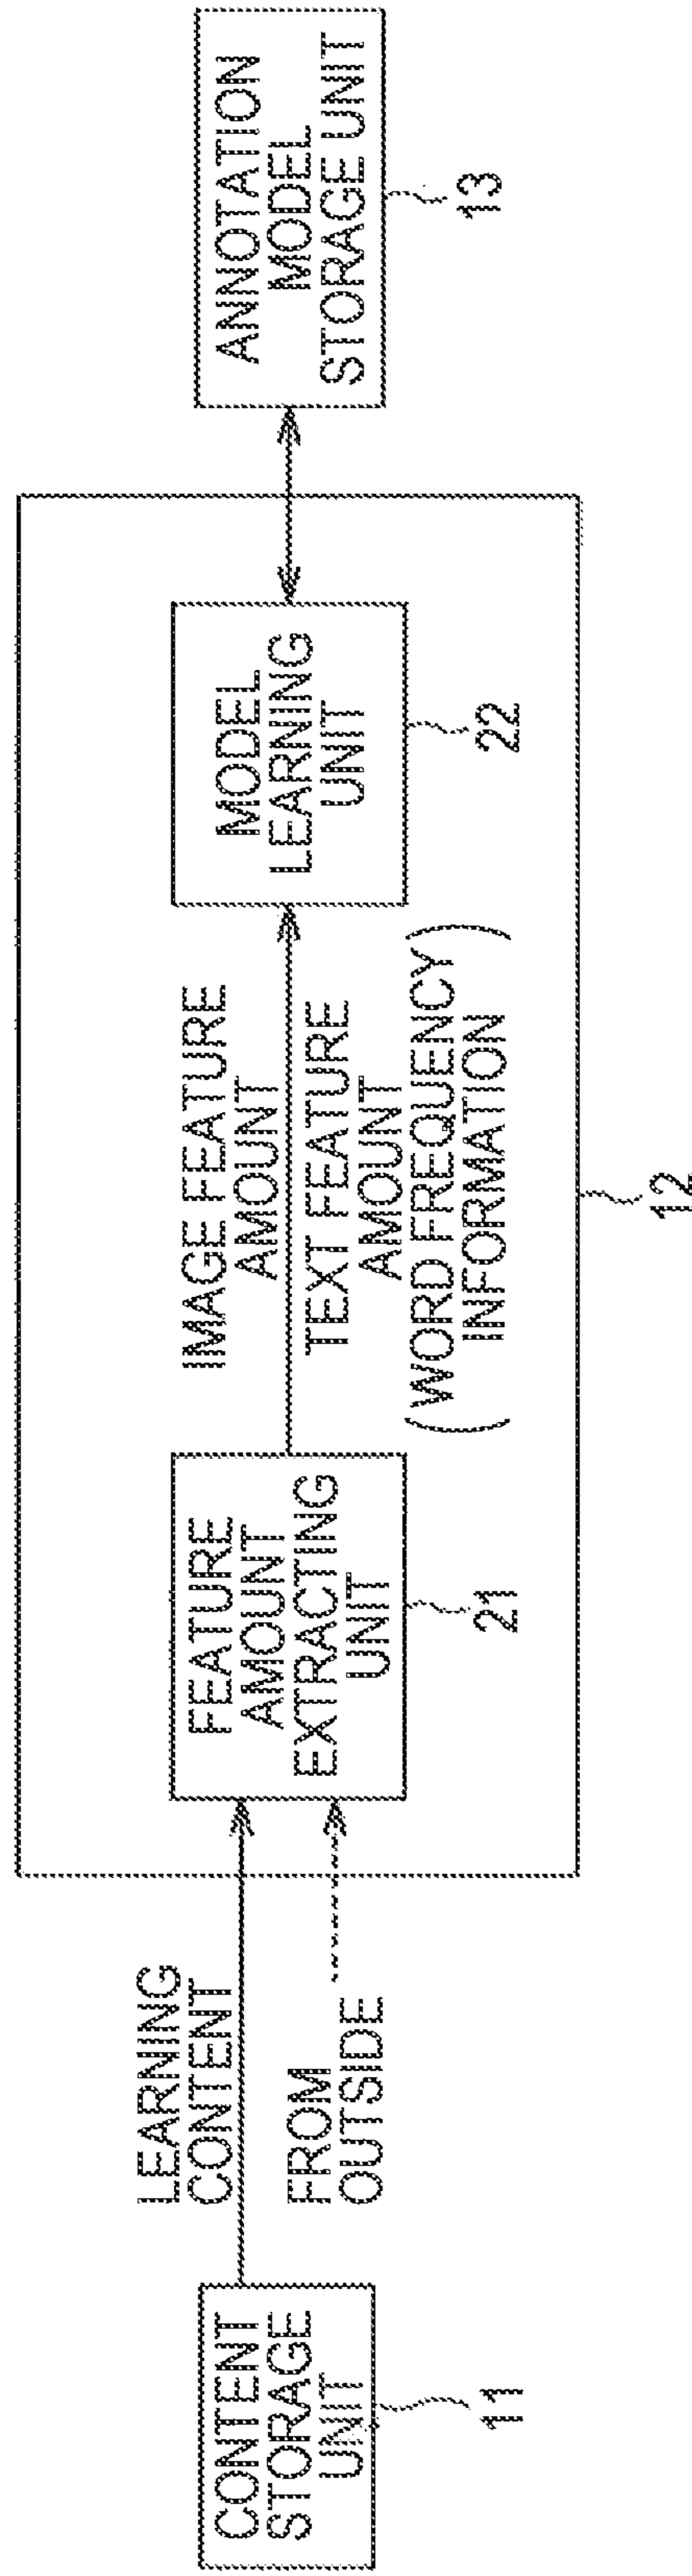 CONTENT
STORAGE
UNIT
11
LEARNING
CONTENT
FROM
OUTSIDE
FEATURE
AMOUNT
EXTRACTING
UNIT
21
IMAGE FEATURE
AMOUNT
TEXT FEATURE
AMOUNT
(WORD FREQUENCY
INFORMATION)
MODEL
LEARNING
UNIT
22
12
ANNOTATION
MODEL
STORAGE UNIT
13